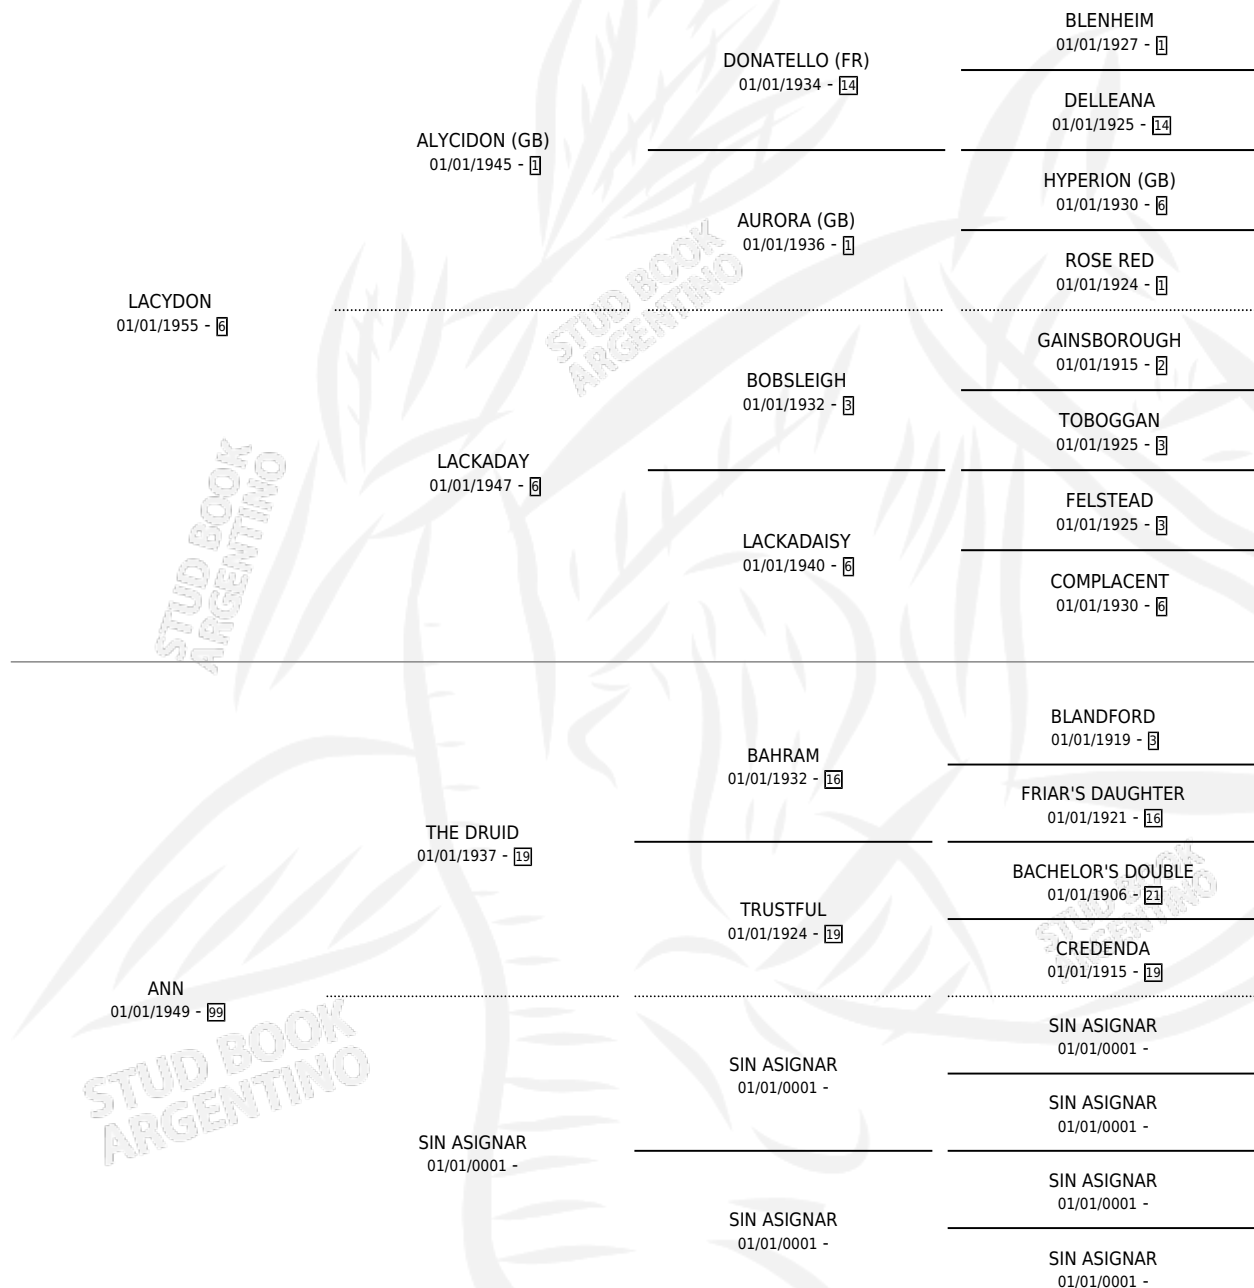 BLENHEIM
01/01/1927 - 1
DONATELLO (FR)
01/01/1934 - 14
DELLEANA
01/01/1925 - 14
ALYCIDON (GB)
01/01/1945 - 1
HYPERION (GB)
01/01/1930 - 6
AURORA (GB)
01/01/1936 - 1
ROSE RED
01/01/1924 - 1
LACYDON
01/01/1955 - 6
STUD BOOK
ARGENTINO
GAINSBOROUGH
01/01/1915 - 2
BOBSLEIGH
01/01/1932 - 3
TOBOGGAN
01/01/1925 - 3
LACKADAY
01/01/1947 - 6
FELSTEAD
01/01/1925 - 3
LACKADAISY
01/01/1940 - 6
COMPLACENT
01/01/1930 - 6
STUD BOOK
ARGENTINO
BLANDFORD
01/01/1919 - 3
BAHRAM
01/01/1932 - 16
FRIAR'S DAUGHTER
01/01/1921 - 16
THE DRUID
01/01/1937 - 19
BACHELOR'S DOUBLE
01/01/1906 - 21
STUD BOOK
ARGENTINO
TRUSTFUL
01/01/1924 - 19
CREDENDA
01/01/1915 - 19
ANN
01/01/1949 - 99
SIN ASIGNAR
01/01/0001 -
SIN ASIGNAR
01/01/0001 -
SIN ASIGNAR
01/01/0001 -
STUD BOOK
ARGENTINO
SIN ASIGNAR
01/01/0001 -
SIN ASIGNAR
01/01/0001 -
SIN ASIGNAR
01/01/0001 -
SIN ASIGNAR
01/01/0001 -